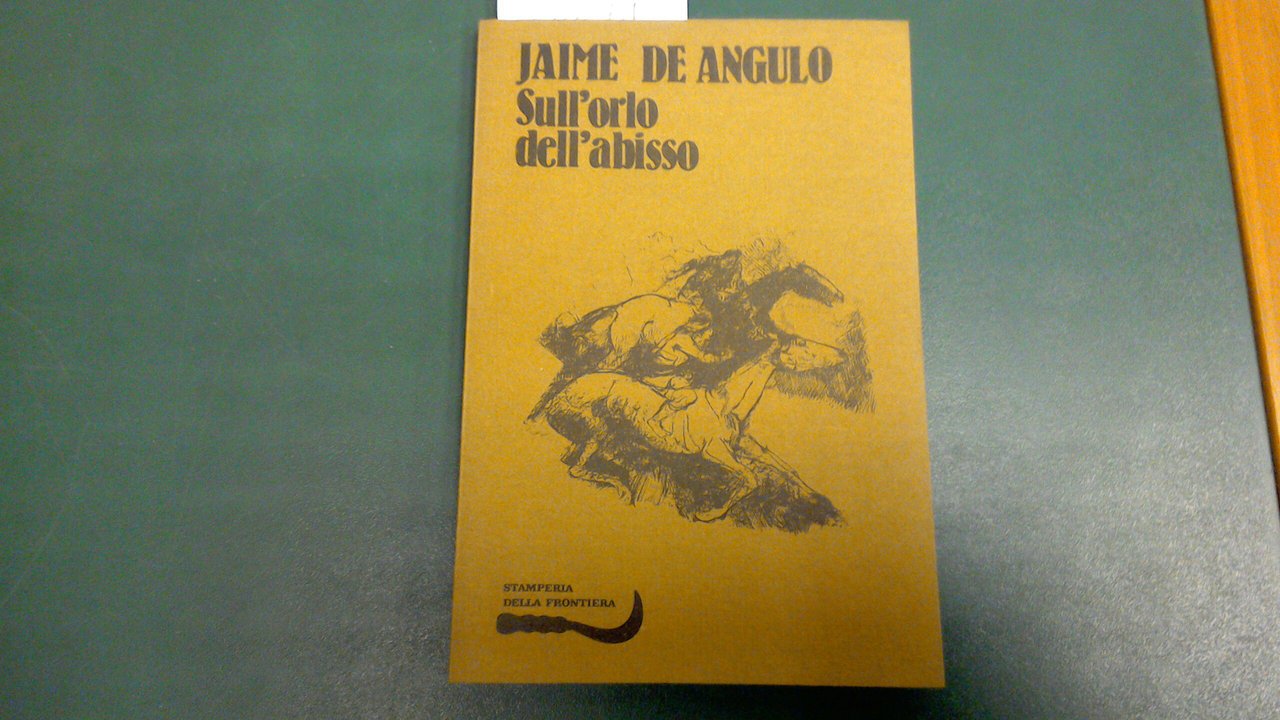 JAIME DE ANGULO
Sull'orlo
dell'abisso
STAMPERIA
DELLA FRONTIERA